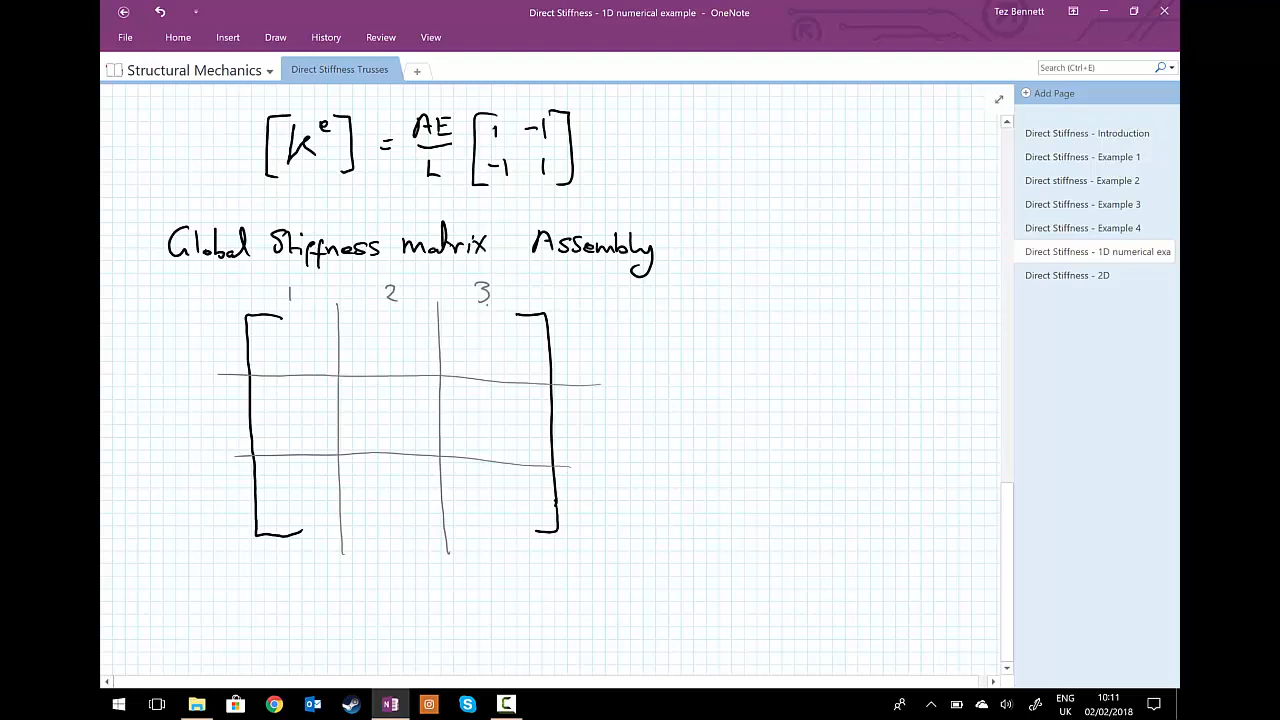 Direct Stiffness - 1D numerical example - OneNote
Tez Bennett
File Home Insert Draw History Review View
Structural Mechanics
Direct Stiffness Trusses
+
Search (Ctrl+E)
Add Page
Direct Stiffness - Introduction
Direct Stiffness - Example 1
Direct stiffness - Example 2
Direct Stiffness - Example 3
Direct Stiffness - Example 4
Direct Stiffness - 1D numerical exa
Direct Stiffness - 2D
[k^e] = AE/L [1 -1
-1 1]
Global Stiffness matrix Assembly
1 2 3
ENG
UK
10:11
02/02/2018